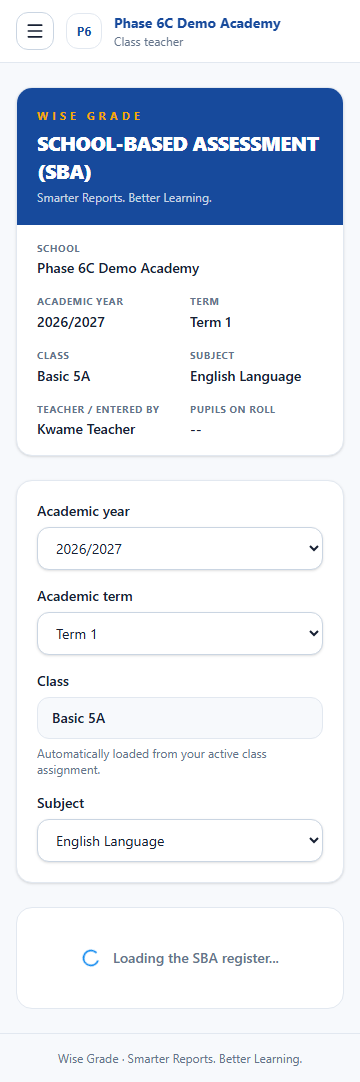 P6
Phase 6C Demo Academy
Class teacher
WISE GRADE
SCHOOL-BASED ASSESSMENT
(SBA)
Smarter Reports. Better Learning.
SCHOOL
Phase 6C Demo Academy
ACADEMIC YEAR
TERM
2026/2027
Term 1
CLASS
SUBJECT
Basic 5A
English Language
TEACHER / ENTERED BY
PUPILS ON ROLL
Kwame Teacher
--
Academic year
2026/2027
Academic term
Term 1
Class
Basic 5A
Automatically loaded from your active class
assignment.
Subject
English Language
Loading the SBA register...
Wise Grade · Smarter Reports. Better Learning.